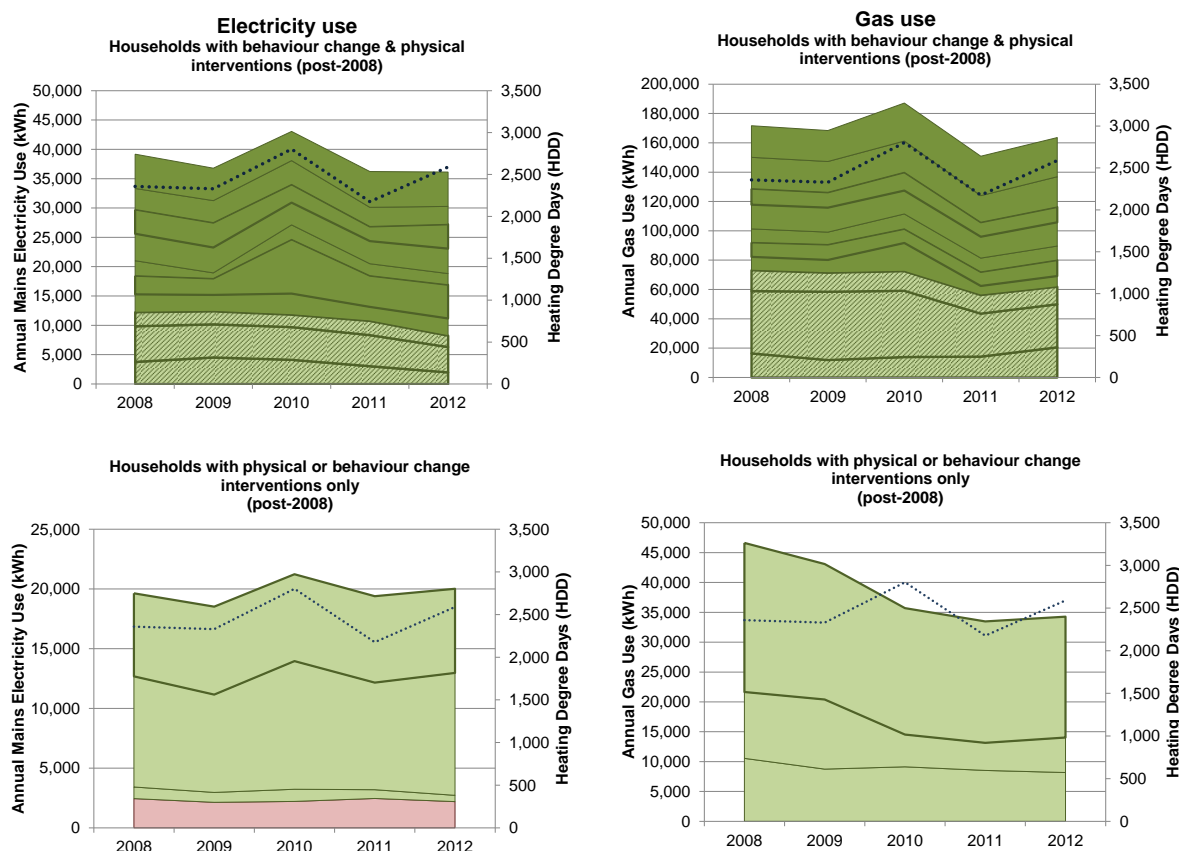 Electricity use
Households with behaviour change & physical
interventions (post-2008)
Annual Mains Electricity Use (kWh)
50,000
45,000
40,000
35,000
30,000
25,000
20,000
15,000
10,000
5,000
0
3,500
3,000
2,500
2,000
1,500
1,000
500
0
Heating Degree Days (HDD)
2008 2009 2010 2011 2012
Gas use
Households with behaviour change & physical
interventions (post-2008)
Annual Gas Use (kWh)
200,000
180,000
160,000
140,000
120,000
100,000
80,000
60,000
40,000
20,000
0
3,500
3,000
2,500
2,000
1,500
1,000
500
0
Heating Degree Days (HDD)
2008 2009 2010 2011 2012
Households with physical or behaviour change
interventions only
(post-2008)
Annual Mains Electricity Use (kWh)
25,000
20,000
15,000
10,000
5,000
0
3,500
3,000
2,500
2,000
1,500
1,000
500
0
Heating Degree Days (HDD)
2008 2009 2010 2011 2012
Households with physical or behaviour change
interventions only
(post-2008)
Annual Gas Use (kWh)
50,000
45,000
40,000
35,000
30,000
25,000
20,000
15,000
10,000
5,000
0
3,500
3,000
2,500
2,000
1,500
1,000
500
0
Heating Degree Days (HDD)
2008 2009 2010 2011 2012